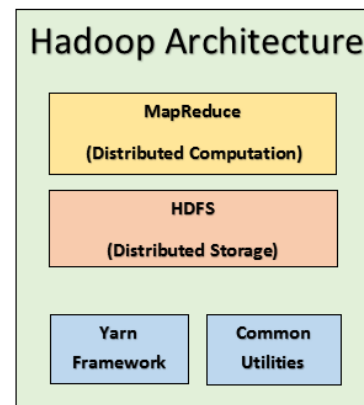 Hadoop Architecture
MapReduce
(Distributed Computation)
HDFS
(Distributed Storage)
Yarn
Framework
Common
Utilities